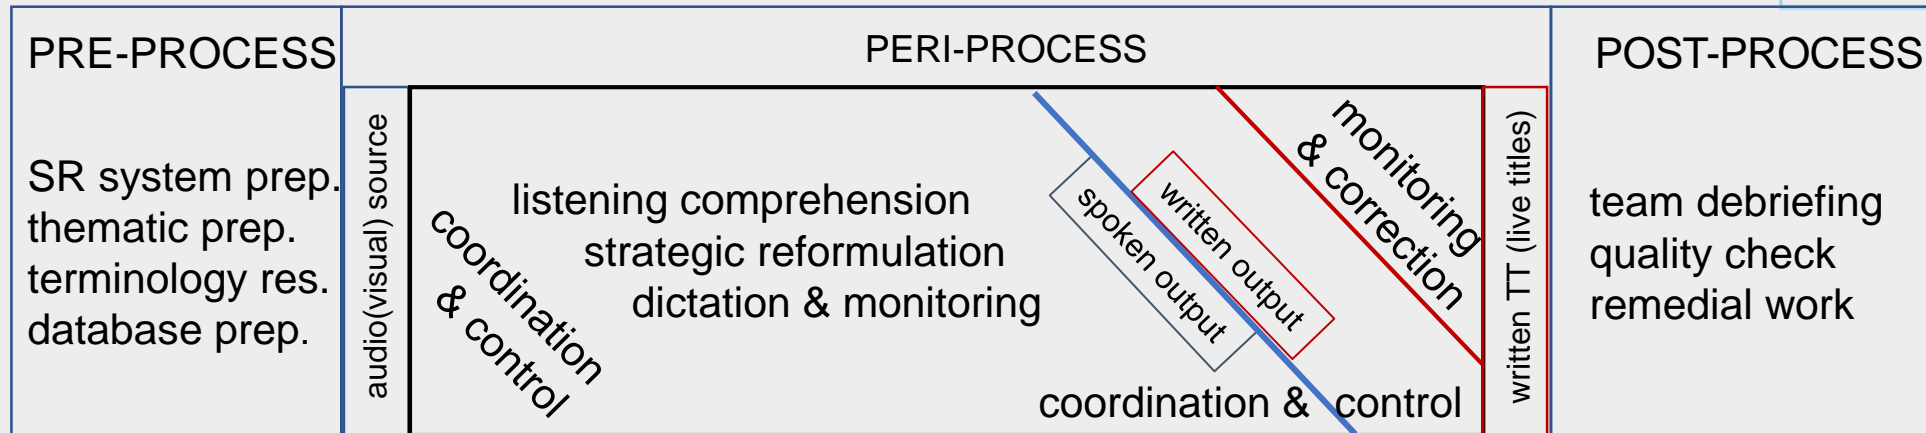 PRE-PROCESS
SR system prep.
thematic prep.
terminology res.
database prep.
PERI-PROCESS
audio(visual) source
coordination
& control
listening comprehension
strategic reformulation
dictation & monitoring
spoken output
written output
monitoring
& correction
coordination & control
written TT (live titles)
POST-PROCESS
team debriefing
quality check
remedial work